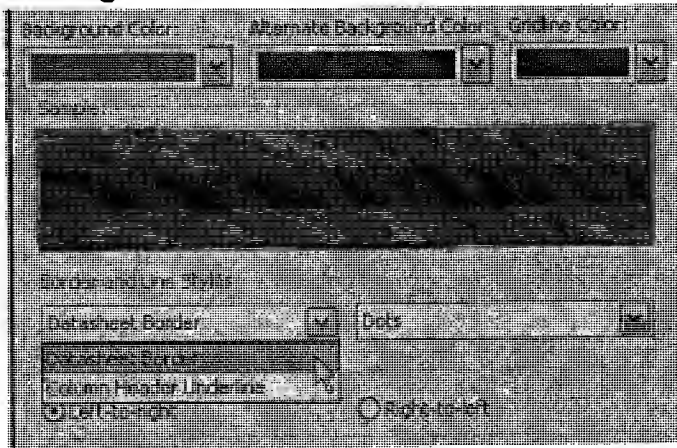 Background Color: Alternate Background Color: Gridline Color:
Sample:
Border and Line Styles
Datasheet Border Dots
Datasheet Border
Column Header Underline
Left-to-right Right-to-left